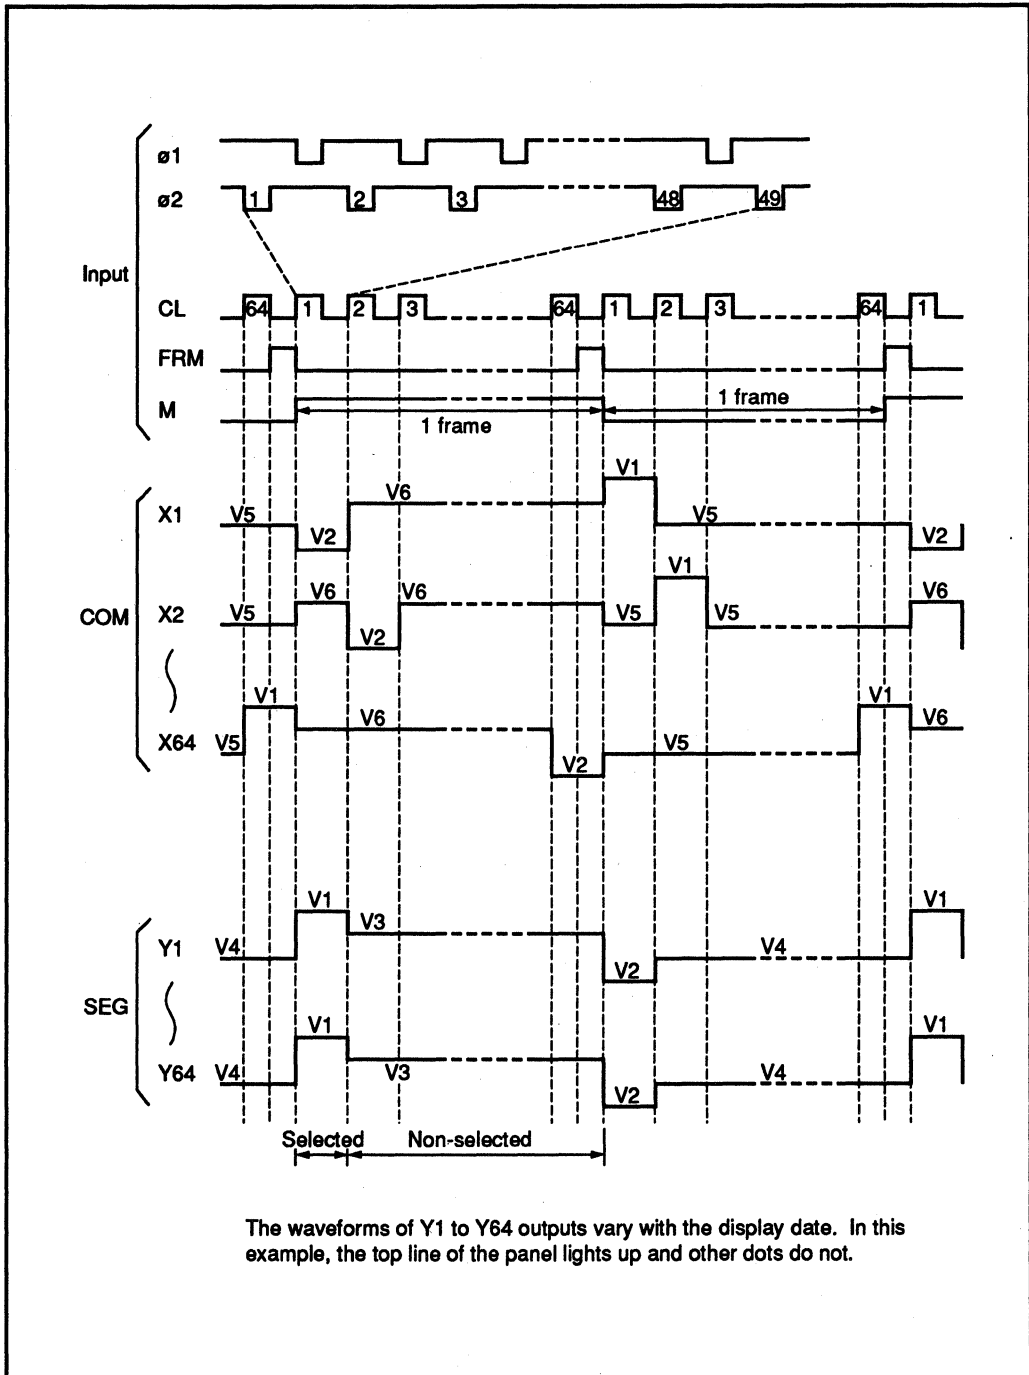 ø1
ø2 1 2 3 48 49
Input
CL 64 1 2 3 64 1 2 3 64 1
FRM
M 1 frame 1 frame
V1
X1 V5 V2 V6 V5 V2
V1
COM X2 V5 V6 V2 V6 V5 V5 V6
V1 V1
X64 V5 V6 V2 V5 V6
V1 V3 V1
Y1 V4 V2 V4
SEG
V1 V1
Y64 V4 V3 V2 V4
Selected Non-selected
The waveforms of Y1 to Y64 outputs vary with the display date. In this
example, the top line of the panel lights up and other dots do not.